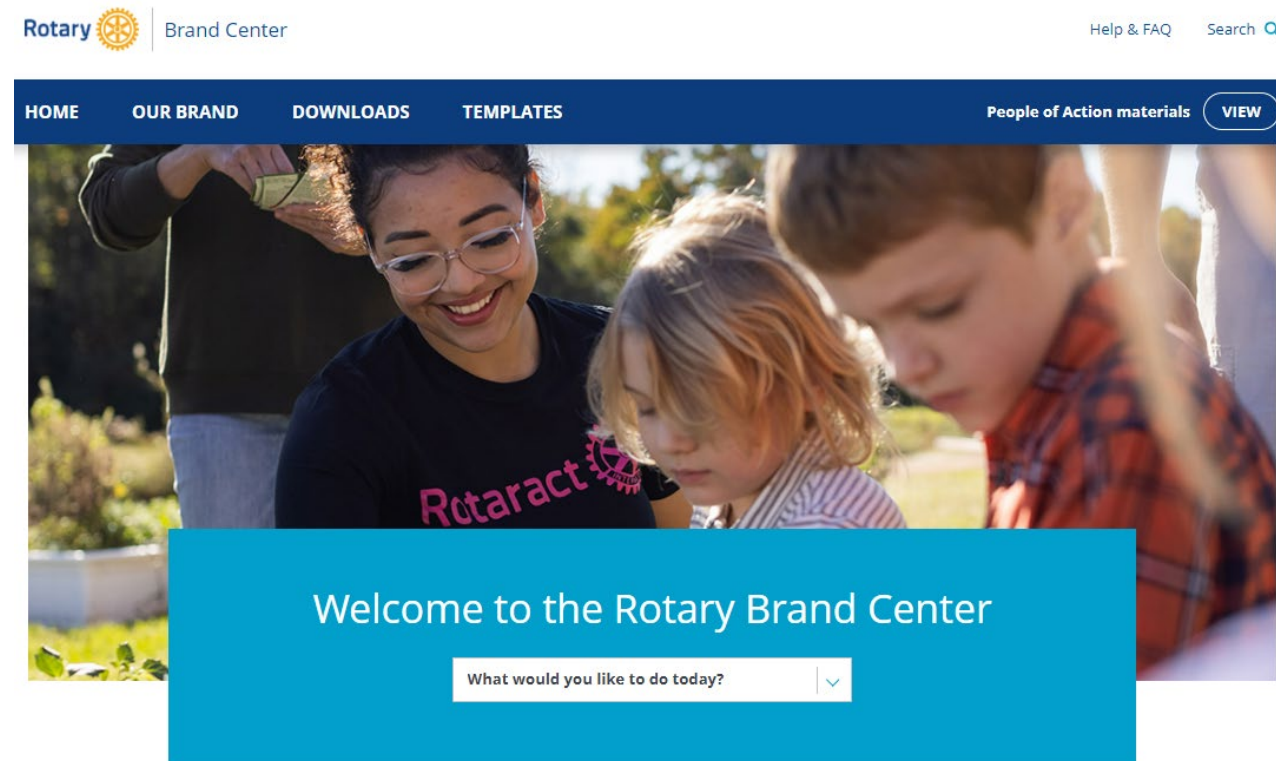 Rotary
Brand Center
Help & FAQ
Search
HOME
OUR BRAND
DOWNLOADS
TEMPLATES
People of Action materials
VIEW
Rotaract
Welcome to the Rotary Brand Center
What would you like to do today?